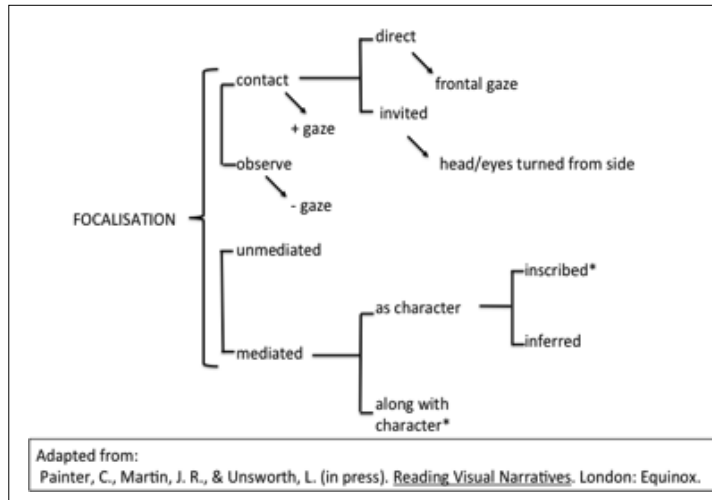 direct
contact
frontal gaze
invited
+ gaze
observe
head/eyes turned from side
- gaze
FOCALISATION
unmediated
inscribed*
as character
inferred
mediated
along with
character*
Adapted from:
Painter, C., Martin, J. R., & Unsworth, L. (in press). Reading Visual Narratives. London: Equinox.